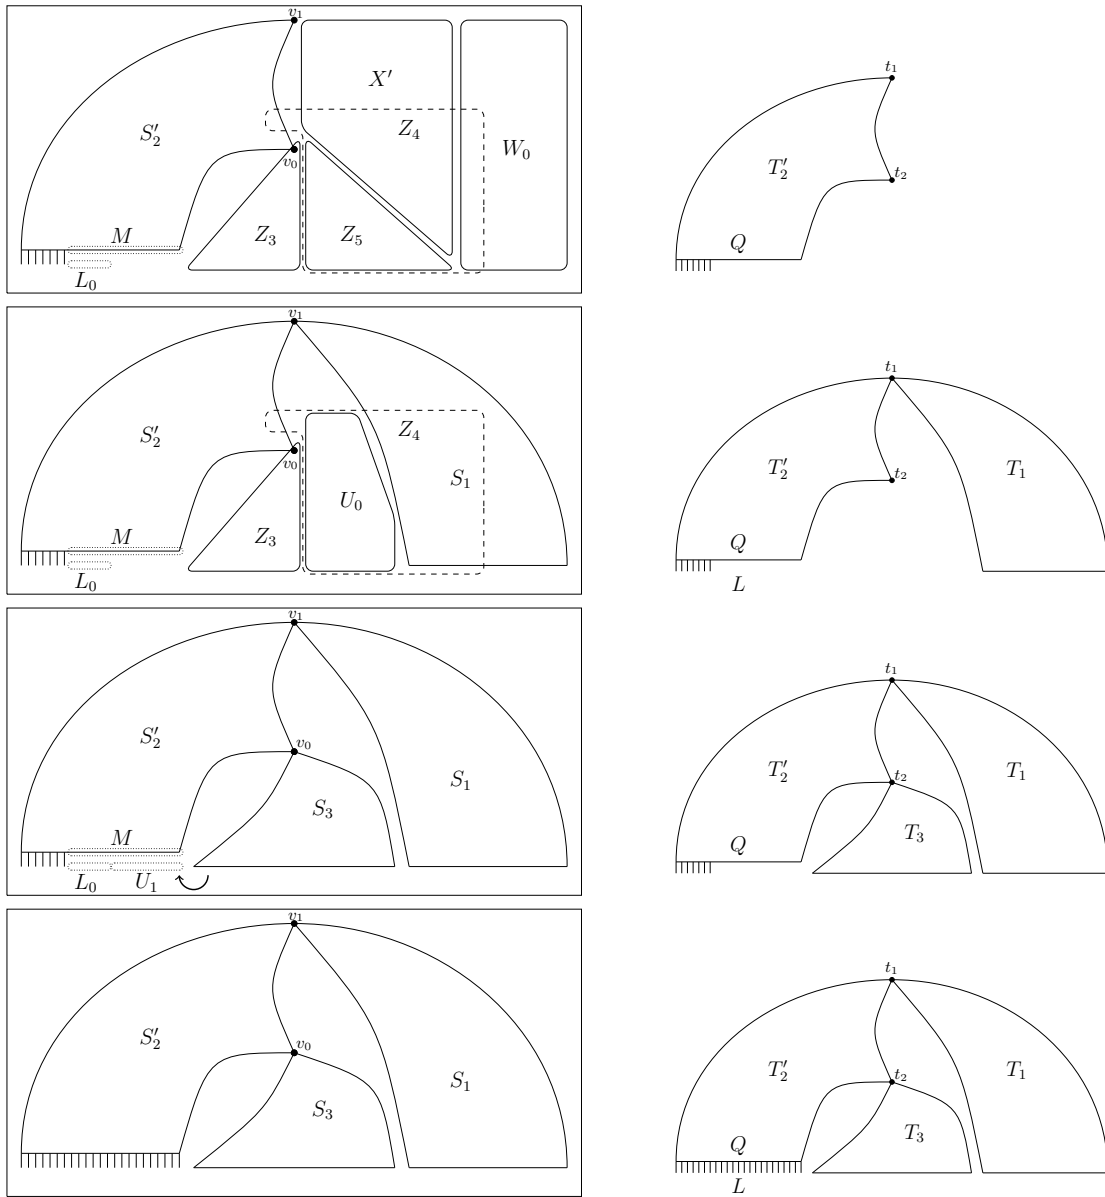 v₁
X′
t₁
S′₂
Z₄
W₀
v₀
T′₂
t₂
M
Z₃
Z₅
Q
L₀
v₁
t₁
S′₂
Z₄
v₀
S₁
T′₂
t₂
T₁
U₀
M
Z₃
Q
L₀
L
v₁
t₁
S′₂
v₀
S₁
T′₂
t₂
T₁
M
S₃
Q
T₃
L₀
U₁
v₁
t₁
S′₂
v₀
S₁
T′₂
t₂
T₁
S₃
Q
T₃
L